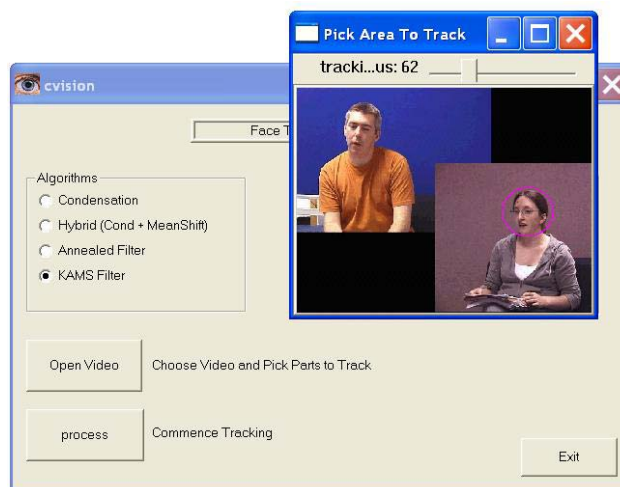 Pick Area To Track
tracki...us: 62
cvision
Face T
Algorithms
Condensation
Hybrid (Cond + MeanShift)
Annealed Filter
KAMS Filter
Open Video
Choose Video and Pick Parts to Track
process
Commence Tracking
Exit